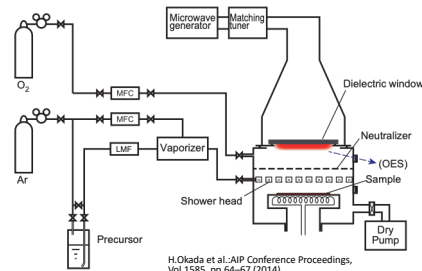 Microwave
generator
Matching
tuner
O2
MFC
Dielectric window
Neutralizer
MFC
(OES)
Ar
LMF
Vaporizer
Sample
Shower head
Precursor
Dry
Pump
H.Okada et al.:AIP Conference Proceedings,
Vol.1585, pp.64–67 (2014)